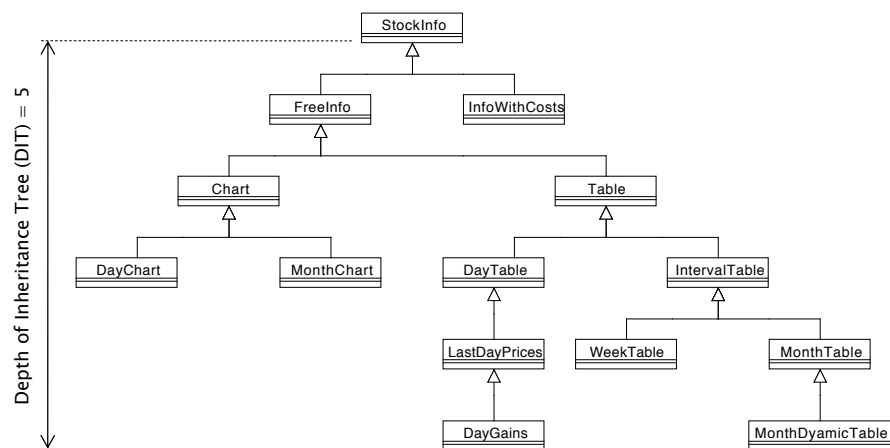 StockInfo
FreeInfo
InfoWithCosts
Chart
Table
DayChart
MonthChart
DayTable
IntervalTable
LastDayPrices
WeekTable
MonthTable
DayGains
MonthDyamicTable
Depth of Inheritance Tree (DIT) = 5